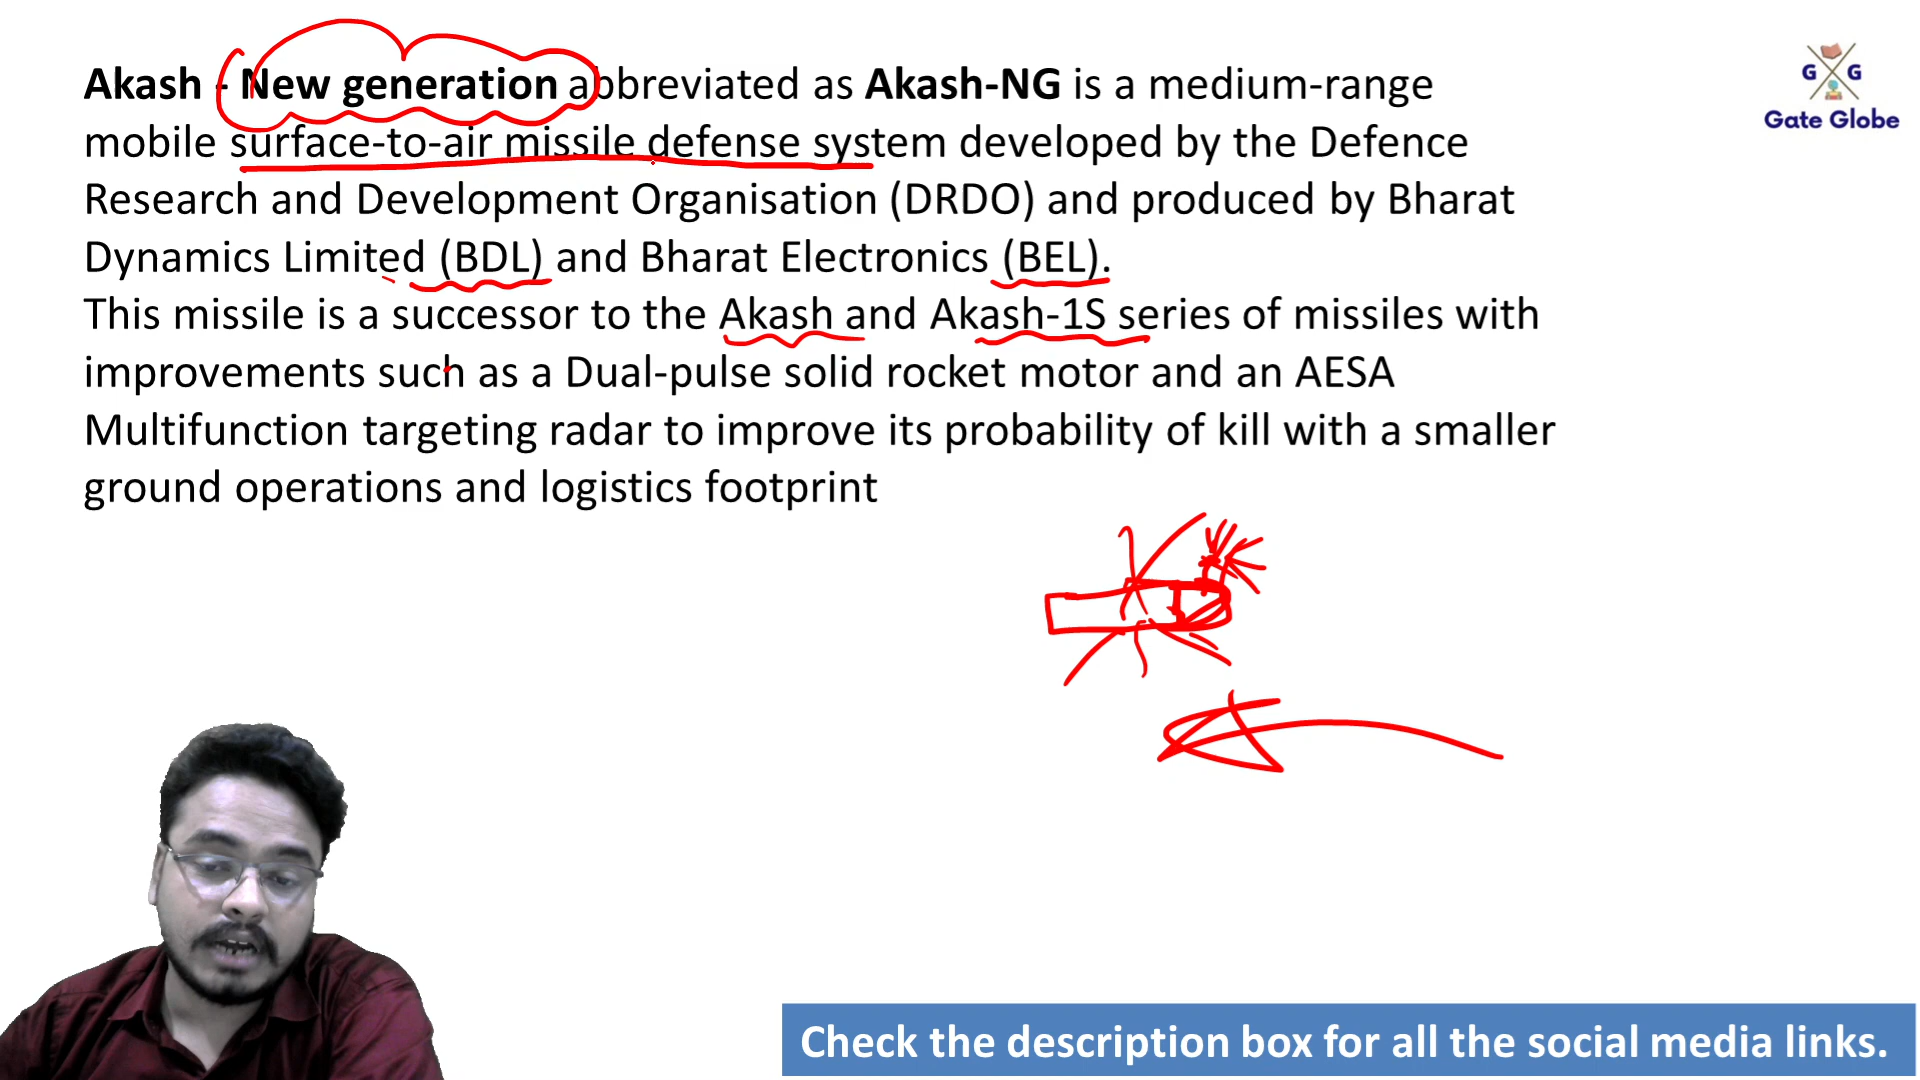 Akash - New generation abbreviated as Akash-NG is a medium-range
mobile surface-to-air missile defense system developed by the Defence
Research and Development Organisation (DRDO) and produced by Bharat
Dynamics Limited (BDL) and Bharat Electronics (BEL).
This missile is a successor to the Akash and Akash-1S series of missiles with
improvements such as a Dual-pulse solid rocket motor and an AESA
Multifunction targeting radar to improve its probability of kill with a smaller
ground operations and logistics footprint
G G
Gate Globe
Check the description box for all the social media links.